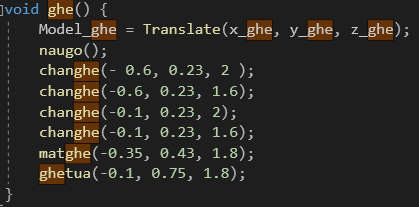 void ghe() {
Model_ghe = Translate(x_ghe, y_ghe, z_ghe);
naugo();
changhe(- 0.6, 0.23, 2 );
changhe(-0.6, 0.23, 1.6);
changhe(-0.1, 0.23, 2);
changhe(-0.1, 0.23, 1.6);
matghe(-0.35, 0.43, 1.8);
ghetua(-0.1, 0.75, 1.8);
}